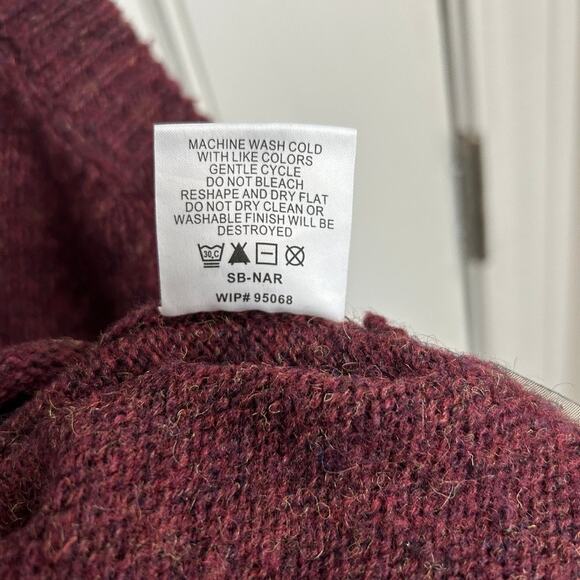 MACHINE WASH COLD
WITH LIKE COLORS
GENTLE CYCLE
DO NOT BLEACH
RESHAPE AND DRY FLAT
DO NOT DRY CLEAN OR
WASHABLE FINISH WILL BE
DESTROYED
30.C
SB-NAR
WIP# 95068